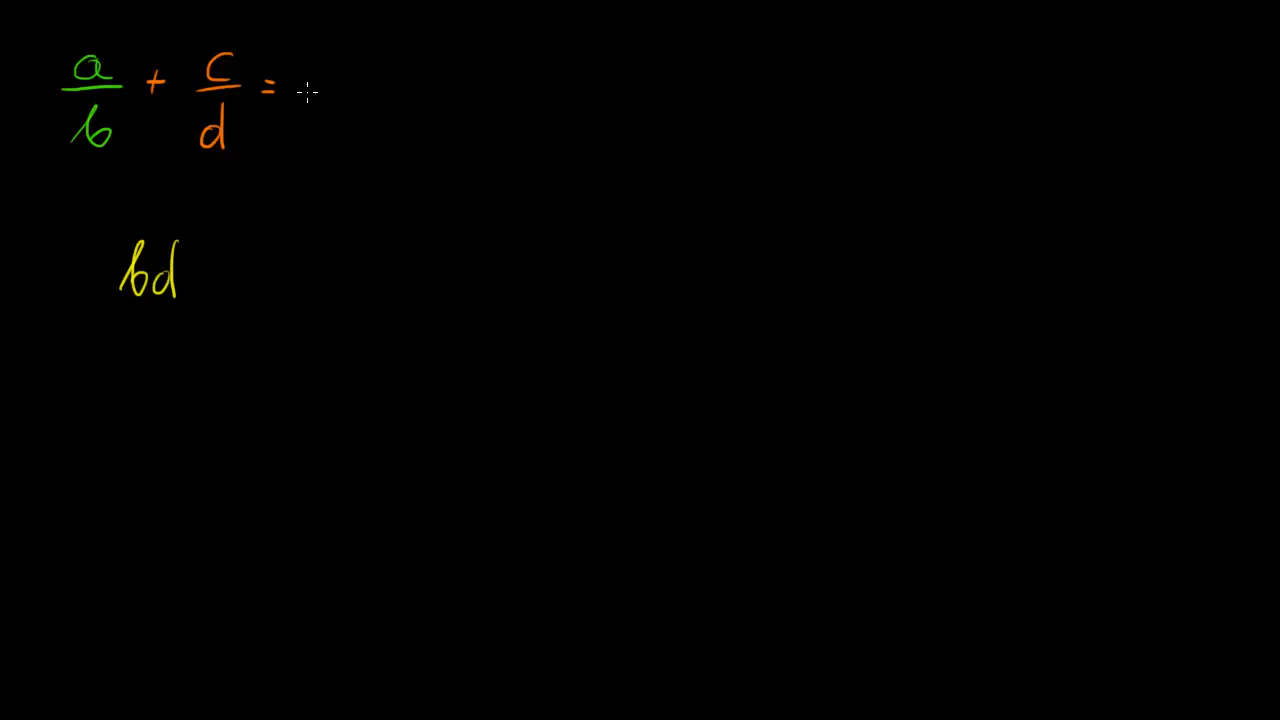 a/b + c/d =
bd